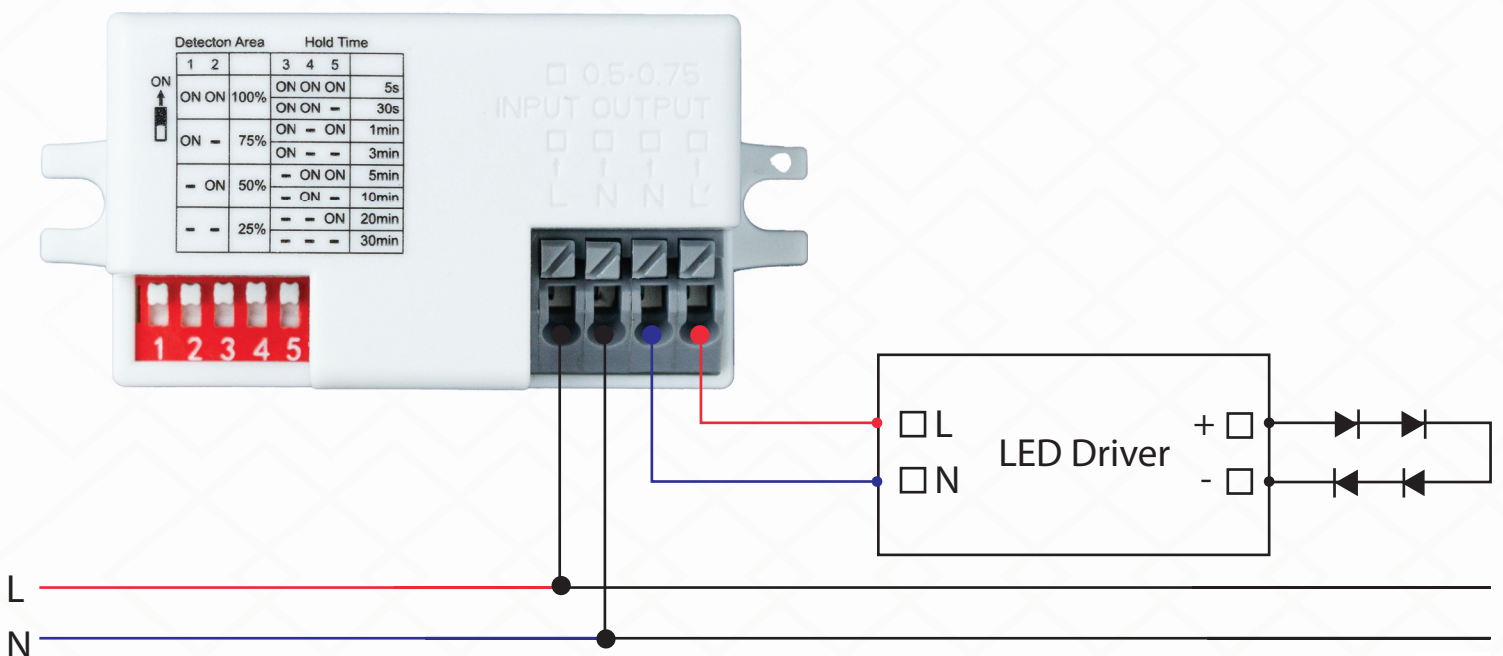 Detecton Area Hold Time
1 2 3 4 5
ON
ON ON 100% ON ON ON 5s
ON ON – 30s
ON – 75% ON – ON 1min
ON – – 3min
– ON 50% – ON ON 5min
– ON – 10min
– – 25% – – ON 20min
– – – 30min
0.5-0.75
INPUT OUTPUT
L N N L'
1 2 3 4 5
L
N
LED Driver
+
-
L
N